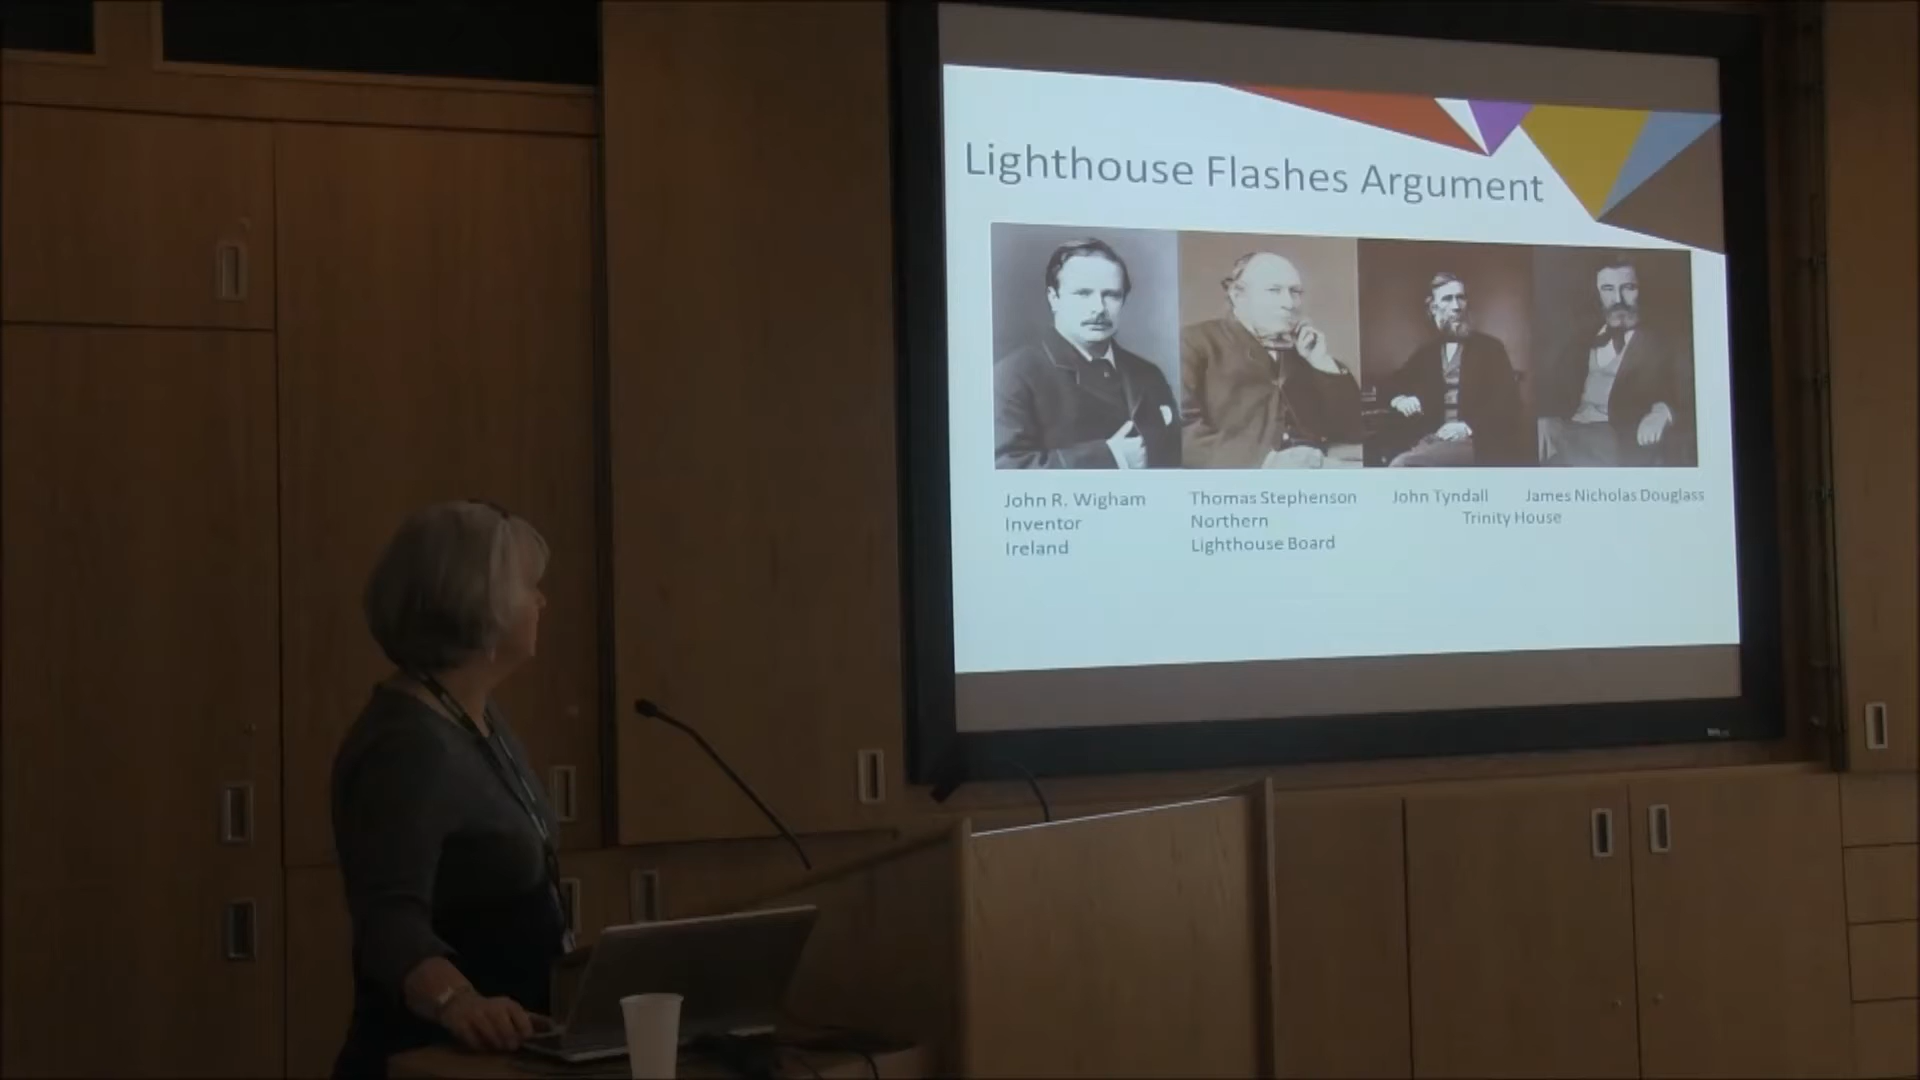 Lighthouse Flashes Argument
John R. Wigham
Inventor
Ireland
Thomas Stephenson
Northern
Lighthouse Board
John Tyndall
James Nicholas Douglass
Trinity House